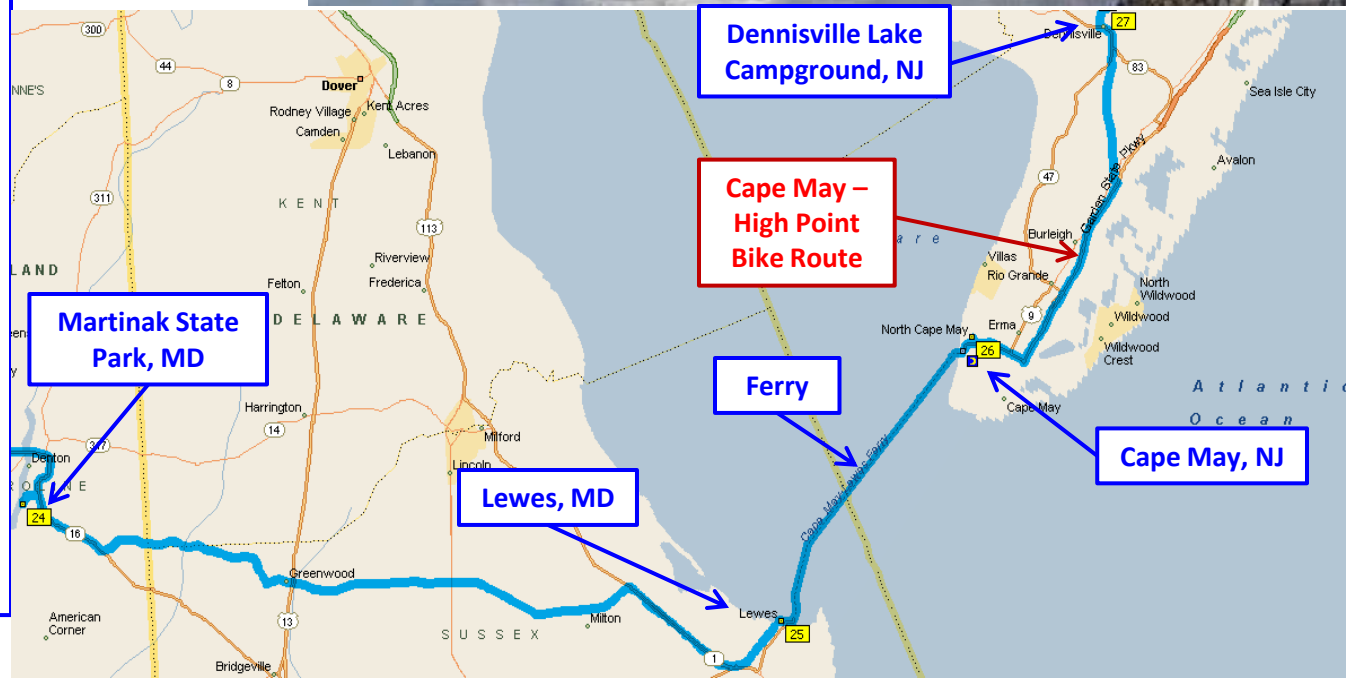 27
Dennisville
Dennisville Lake
Campground, NJ
300
44
8
Dover
83
Sea Isle City
NNE'S
Rodney Village
Kent Acres
Camden
Lebanon
Garden State Pkwy
Avalon
311
KENT
47
Cape May –
High Point
Bike Route
113
Burleigh
are
Villas
Rio Grande
LAND
Riverview
Felton
Frederica
North
Wildwood
Wildwood
Wildwood
Crest
9
Erma
DELAWARE
Martinak State
Park, MD
North Cape May
26
Ferry
Atlantic
Ocean
Cape May
Harrington
14
Milford
Lincoln
317
Denton
Cape May, NJ
Lewes, MD
Cape May-Lewes Ferry
24
16
Greenwood
American
Corner
13
Milton
Lewes
25
SUSSEX
1
Bridgeville